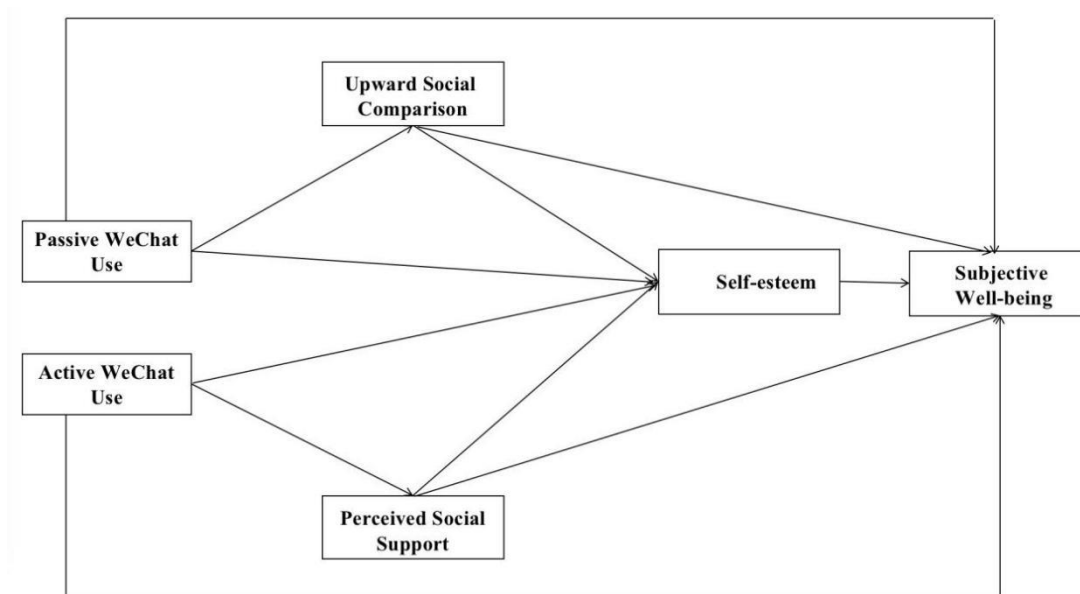 Upward Social
Comparison
Passive WeChat
Use
Self-esteem
Subjective
Well-being
Active WeChat
Use
Perceived Social
Support